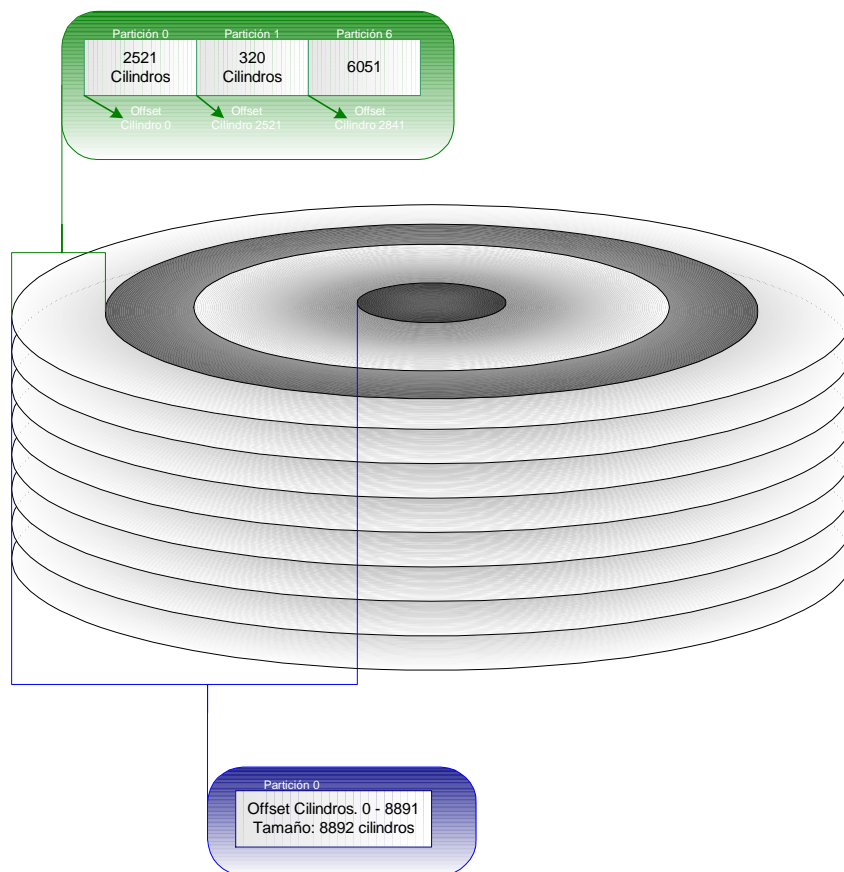 Partición 0 Partición 1 Partición 6
2521 320 6051
Cilindros Cilindros
Offset Offset Offset
Cilindro 0 Cilindro 2521 Cilindro 2841
Partición 0
Offset Cilindros. 0 - 8891
Tamaño: 8892 cilindros